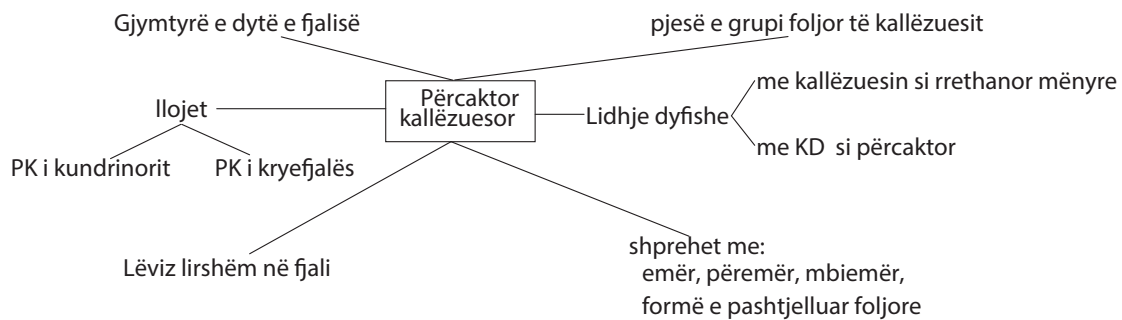 Gjymtyrë e dytë e fjalisë
pjesë e grupi foljor të kallëzuesit
Përcaktor
kallëzuesor
llojet
PK i kundrinorit
PK i kryefjalës
Lidhje dyfishe
me kallëzuesin si rrethanor mënyre
me KD si përcaktor
Lëviz lirshëm në fjali
shprehet me:
emër, përemër, mbiemër,
formë e pashtjelluar foljore